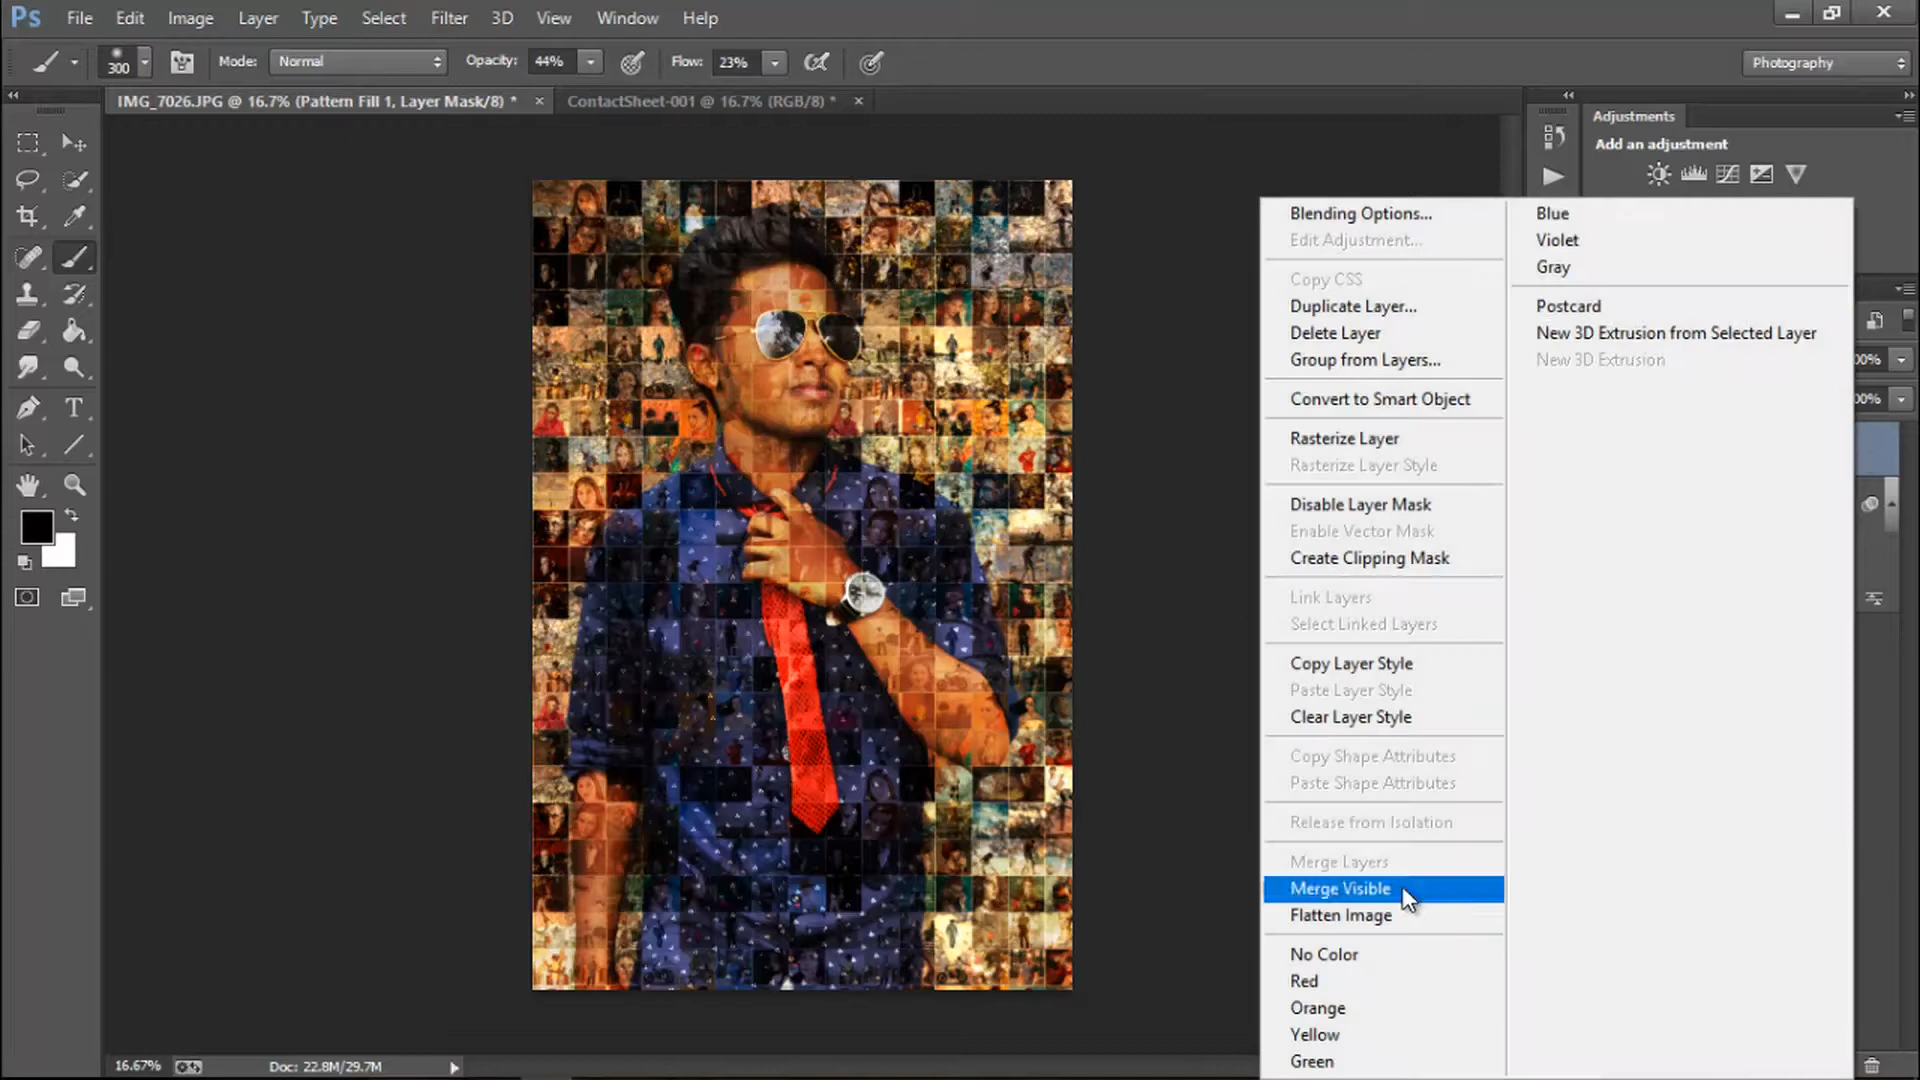 Ps File Edit Image Layer Type Select Filter 3D View Window Help
300 Mode: Normal Opacity: 44% Flow: 23% Photography
IMG_7026.JPG @ 16.7% (Pattern Fill 1, Layer Mask/8) * × ContactSheet-001 @ 16.7% (RGB/8) * ×
Adjustments
Add an adjustment
Blending Options...
Edit Adjustment...
Copy CSS
Duplicate Layer...
Delete Layer
Group from Layers...
Convert to Smart Object
Rasterize Layer
Rasterize Layer Style
Disable Layer Mask
Enable Vector Mask
Create Clipping Mask
Link Layers
Select Linked Layers
Copy Layer Style
Paste Layer Style
Clear Layer Style
Copy Shape Attributes
Paste Shape Attributes
Release from Isolation
Merge Layers
Merge Visible
Flatten Image
No Color
Red
Orange
Yellow
Green
Blue
Violet
Gray
Postcard
New 3D Extrusion from Selected Layer
New 3D Extrusion
00%
00%
16.67% Doc: 22.8M/29.7M